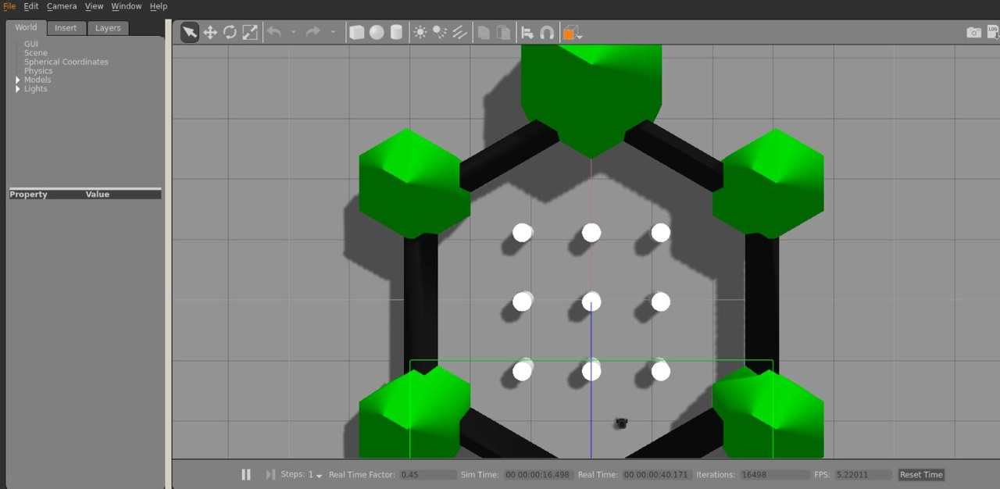 File Edit Camera View Window Help
World Insert Layers
GUI
Scene
Spherical Coordinates
Physics
Models
Lights
Property Value
LOG
Steps: 1 Real Time Factor: 0.45 Sim Time: 00 00:00:16.498 Real Time: 00 00:00:40.171 Iterations: 16498 FPS: 5.22011 Reset Time